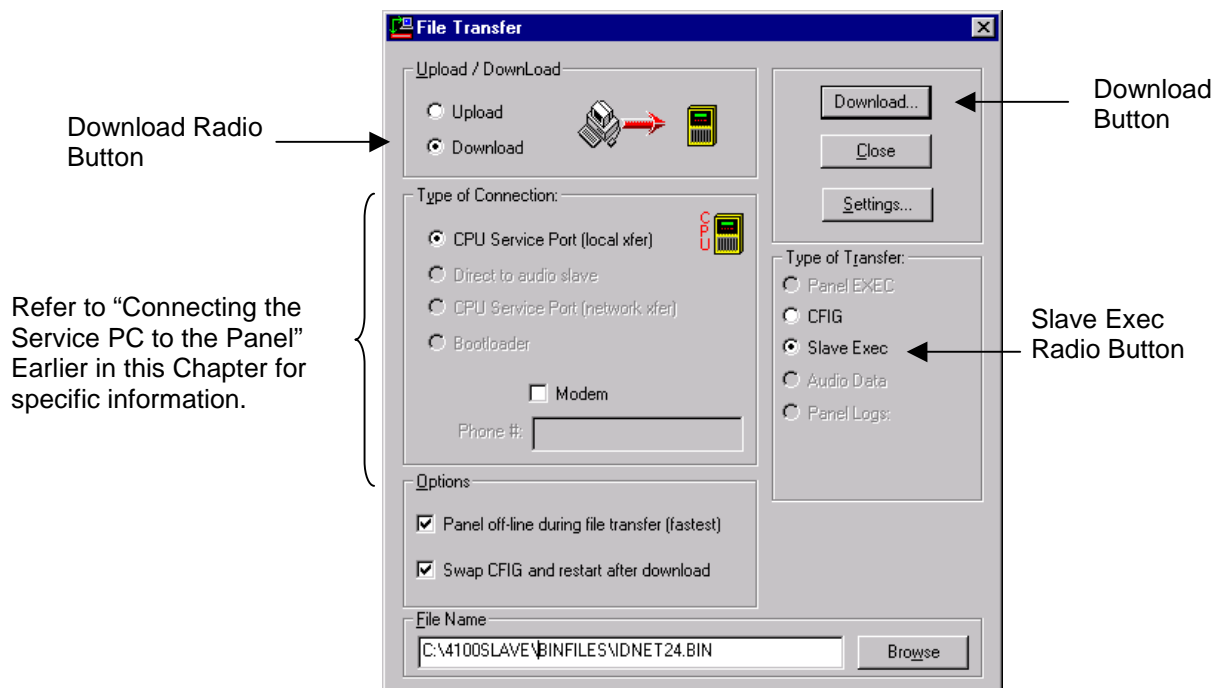 File Transfer
Upload / DownLoad
Upload
Download
Download Radio
Button
Download...
Close
Settings...
Download
Button
Type of Connection:
CPU
CPU Service Port (local xfer)
Direct to audio slave
CPU Service Port (network xfer)
Bootloader
Modem
Phone #:
Refer to “Connecting the
Service PC to the Panel”
Earlier in this Chapter for
specific information.
Type of Transfer:
Panel EXEC
CFIG
Slave Exec
Audio Data
Panel Logs:
Slave Exec
Radio Button
Options
Panel off-line during file transfer (fastest)
Swap CFIG and restart after download
File Name
C:\4100SLAVE\BINFILES\IDNET24.BIN
Browse